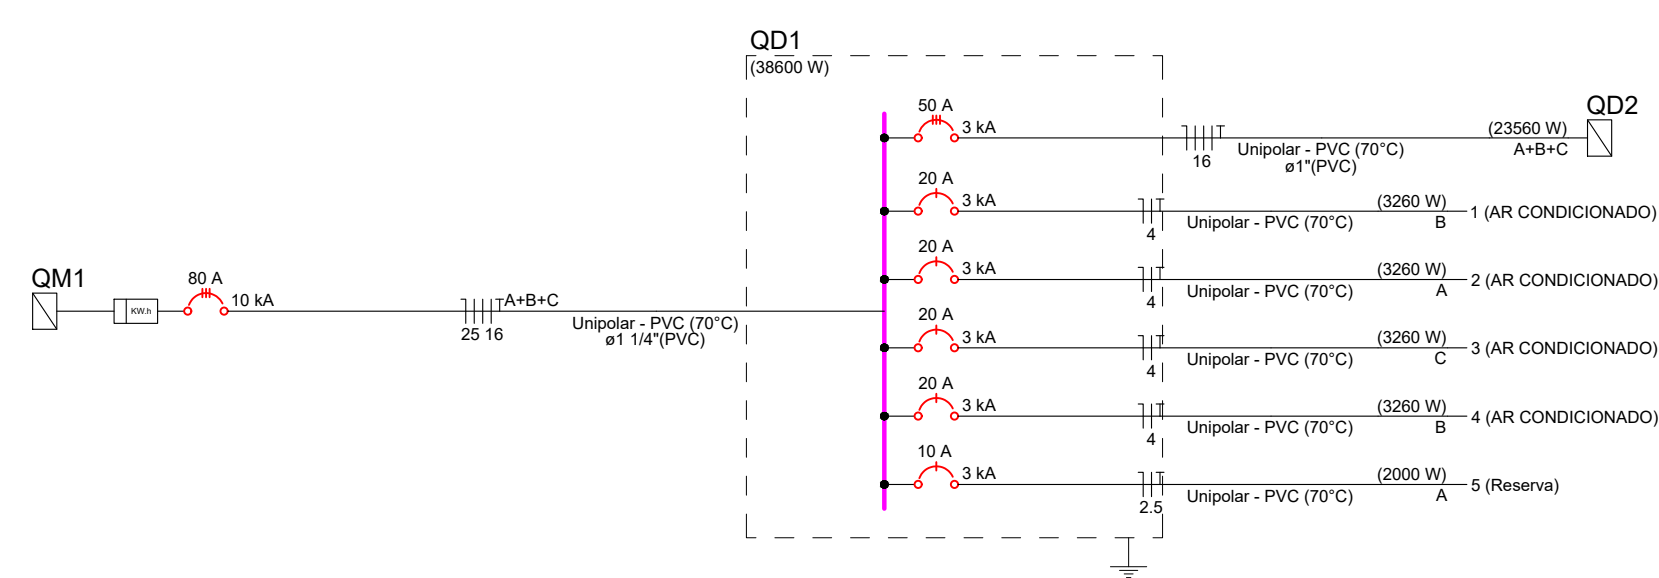 QD1
(38600 W)
50 A
3 kA
16
Unipolar - PVC (70°C)
ø1"(PVC)
(23560 W)
A+B+C
QD2
20 A
3 kA
4
Unipolar - PVC (70°C)
(3260 W)
B
1 (AR CONDICIONADO)
20 A
3 kA
4
Unipolar - PVC (70°C)
(3260 W)
A
2 (AR CONDICIONADO)
QM1
KW.h
80 A
10 kA
25 16
A+B+C
Unipolar - PVC (70°C)
ø1 1/4"(PVC)
20 A
3 kA
4
Unipolar - PVC (70°C)
(3260 W)
C
3 (AR CONDICIONADO)
20 A
3 kA
4
Unipolar - PVC (70°C)
(3260 W)
B
4 (AR CONDICIONADO)
10 A
3 kA
2.5
Unipolar - PVC (70°C)
(2000 W)
A
5 (Reserva)